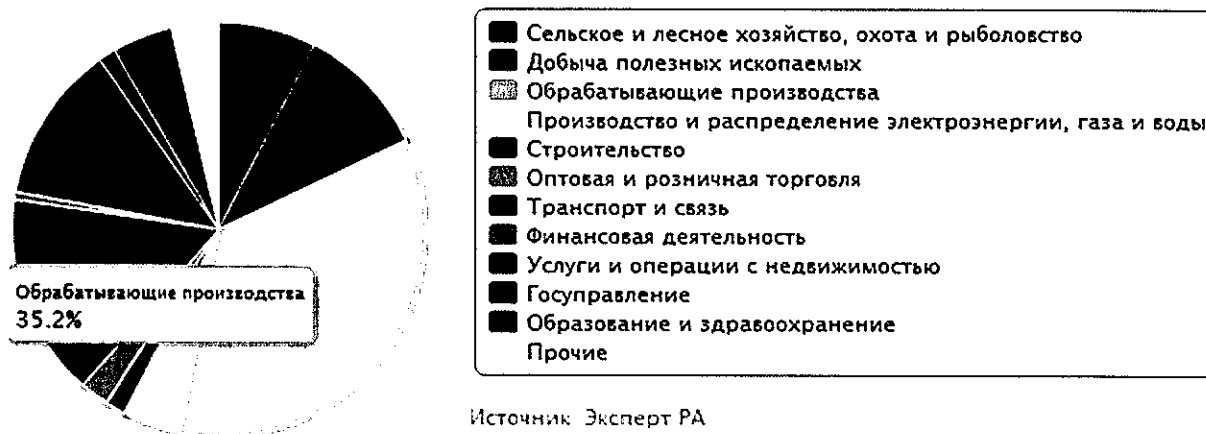 Сельское и лесное хозяйство, охота и рыболовство
Добыча полезных ископаемых
Обрабатывающие производства
Производство и распределение электроэнергии, газа и воды
Строительство
Оптовая и розничная торговля
Транспорт и связь
Финансовая деятельность
Услуги и операции с недвижимостью
Госуправление
Образование и здравоохранение
Прочие
Обрабатывающие производства
35.2%
Источник Эксперт РА